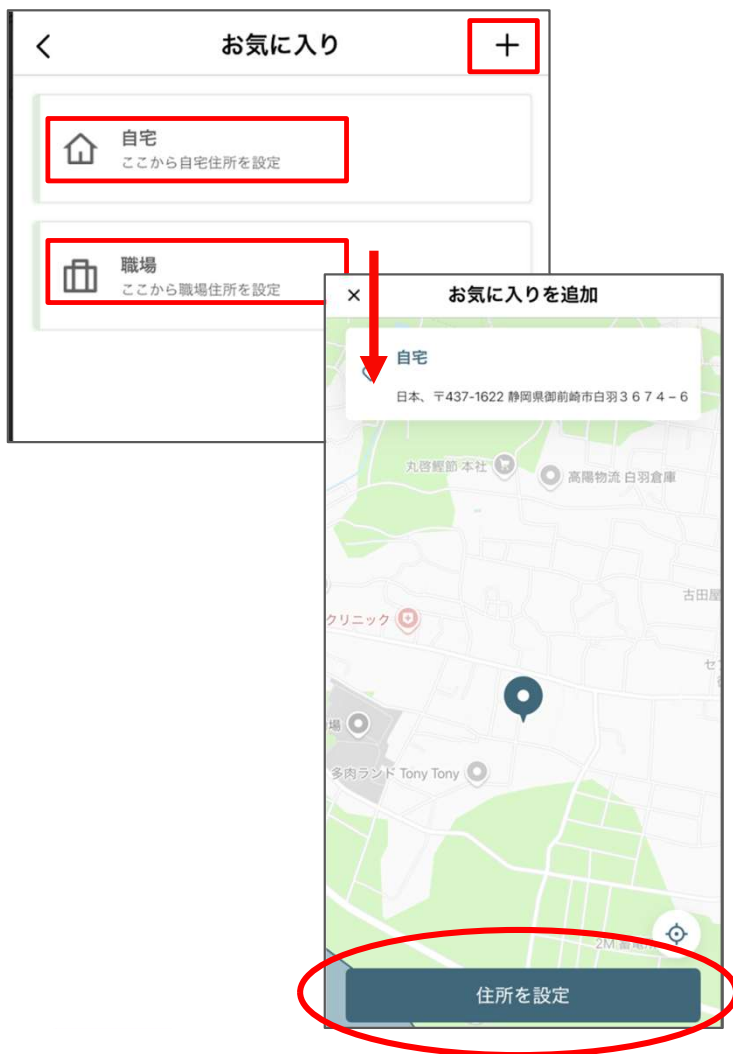 お気に入り
自宅
ここから自宅住所を設定
職場
ここから職場住所を設定
お気に入りを追加
自宅
日本、〒437-1622 静岡県御前崎市白羽３６７４−６
丸啓鰹節 本社
高陽物流 白羽倉庫
古田屋
クリニック
セ
場
多肉ランド Tony Tony
2M
住所を設定